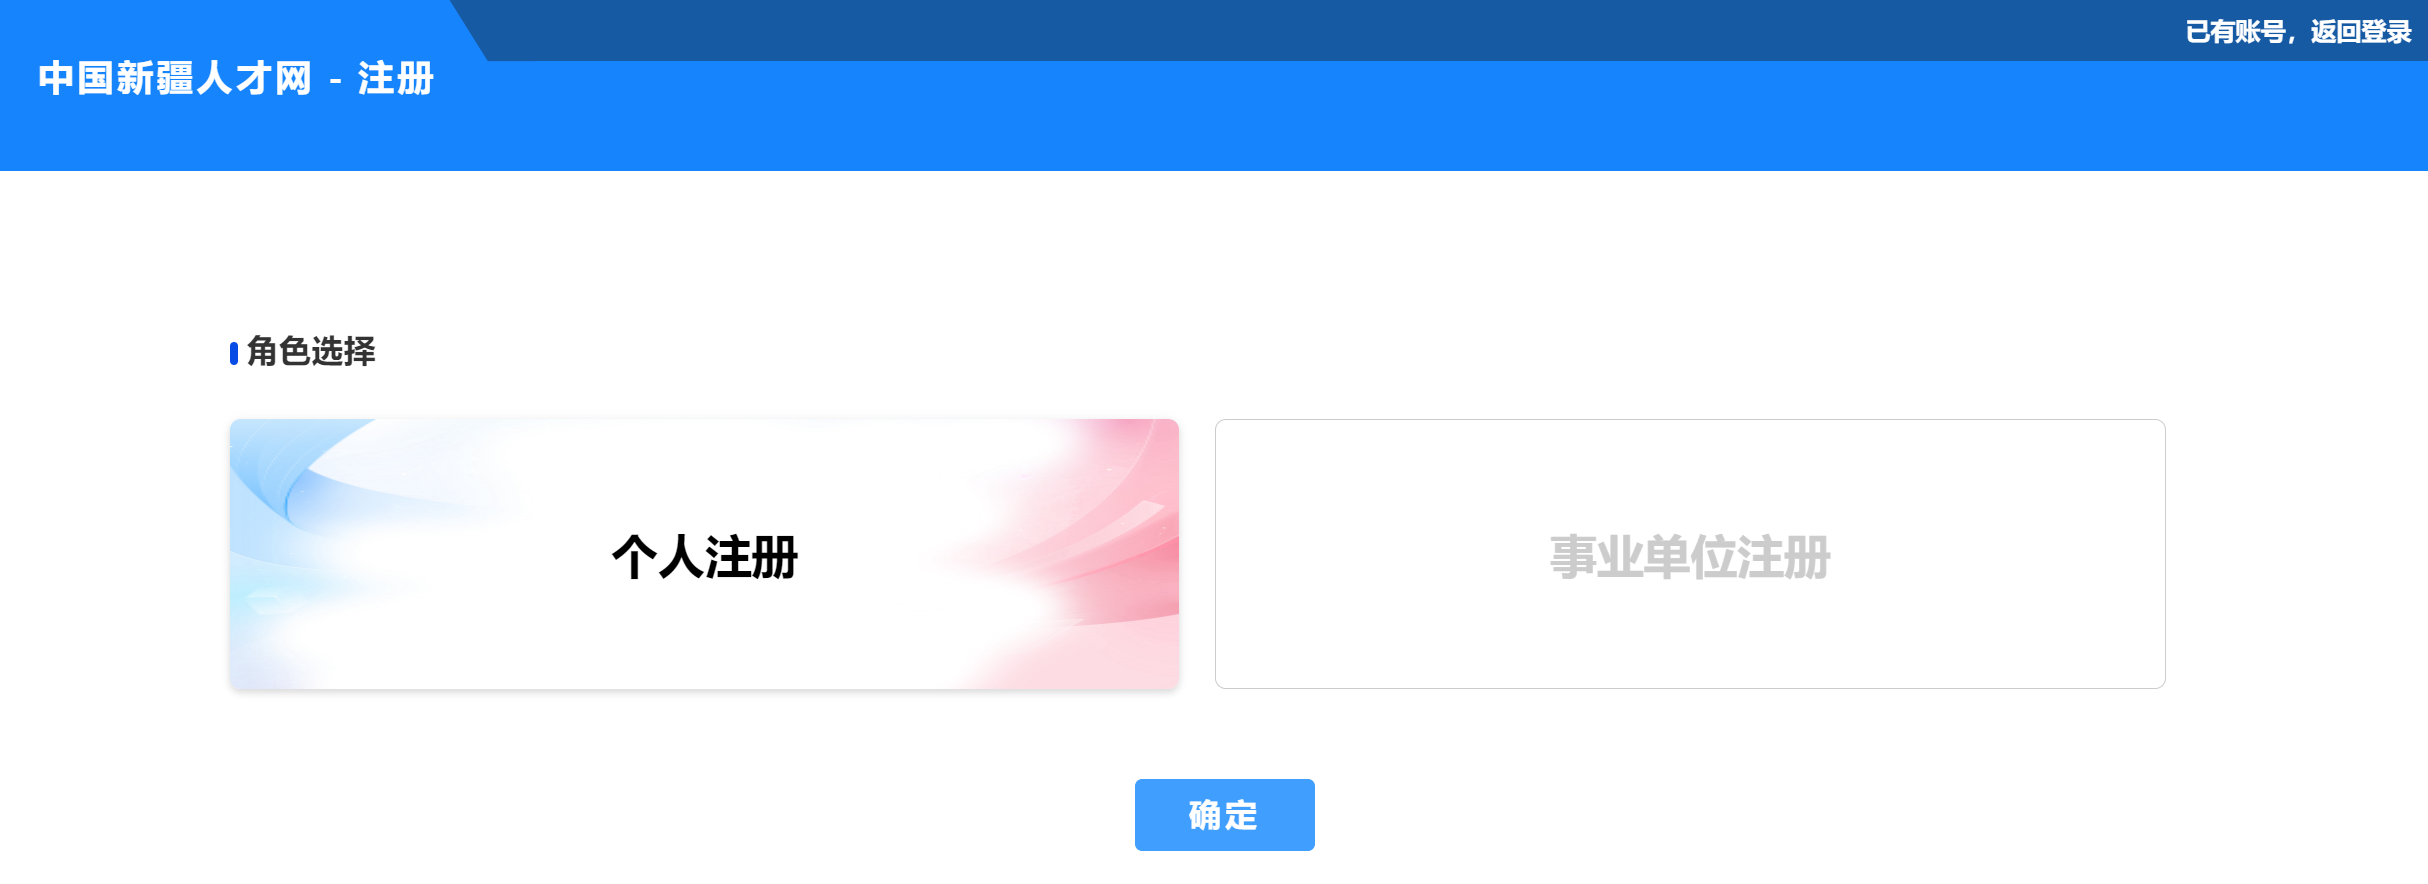 已有账号，返回登录
中国新疆人才网 - 注册
角色选择
个人注册
事业单位注册
确定